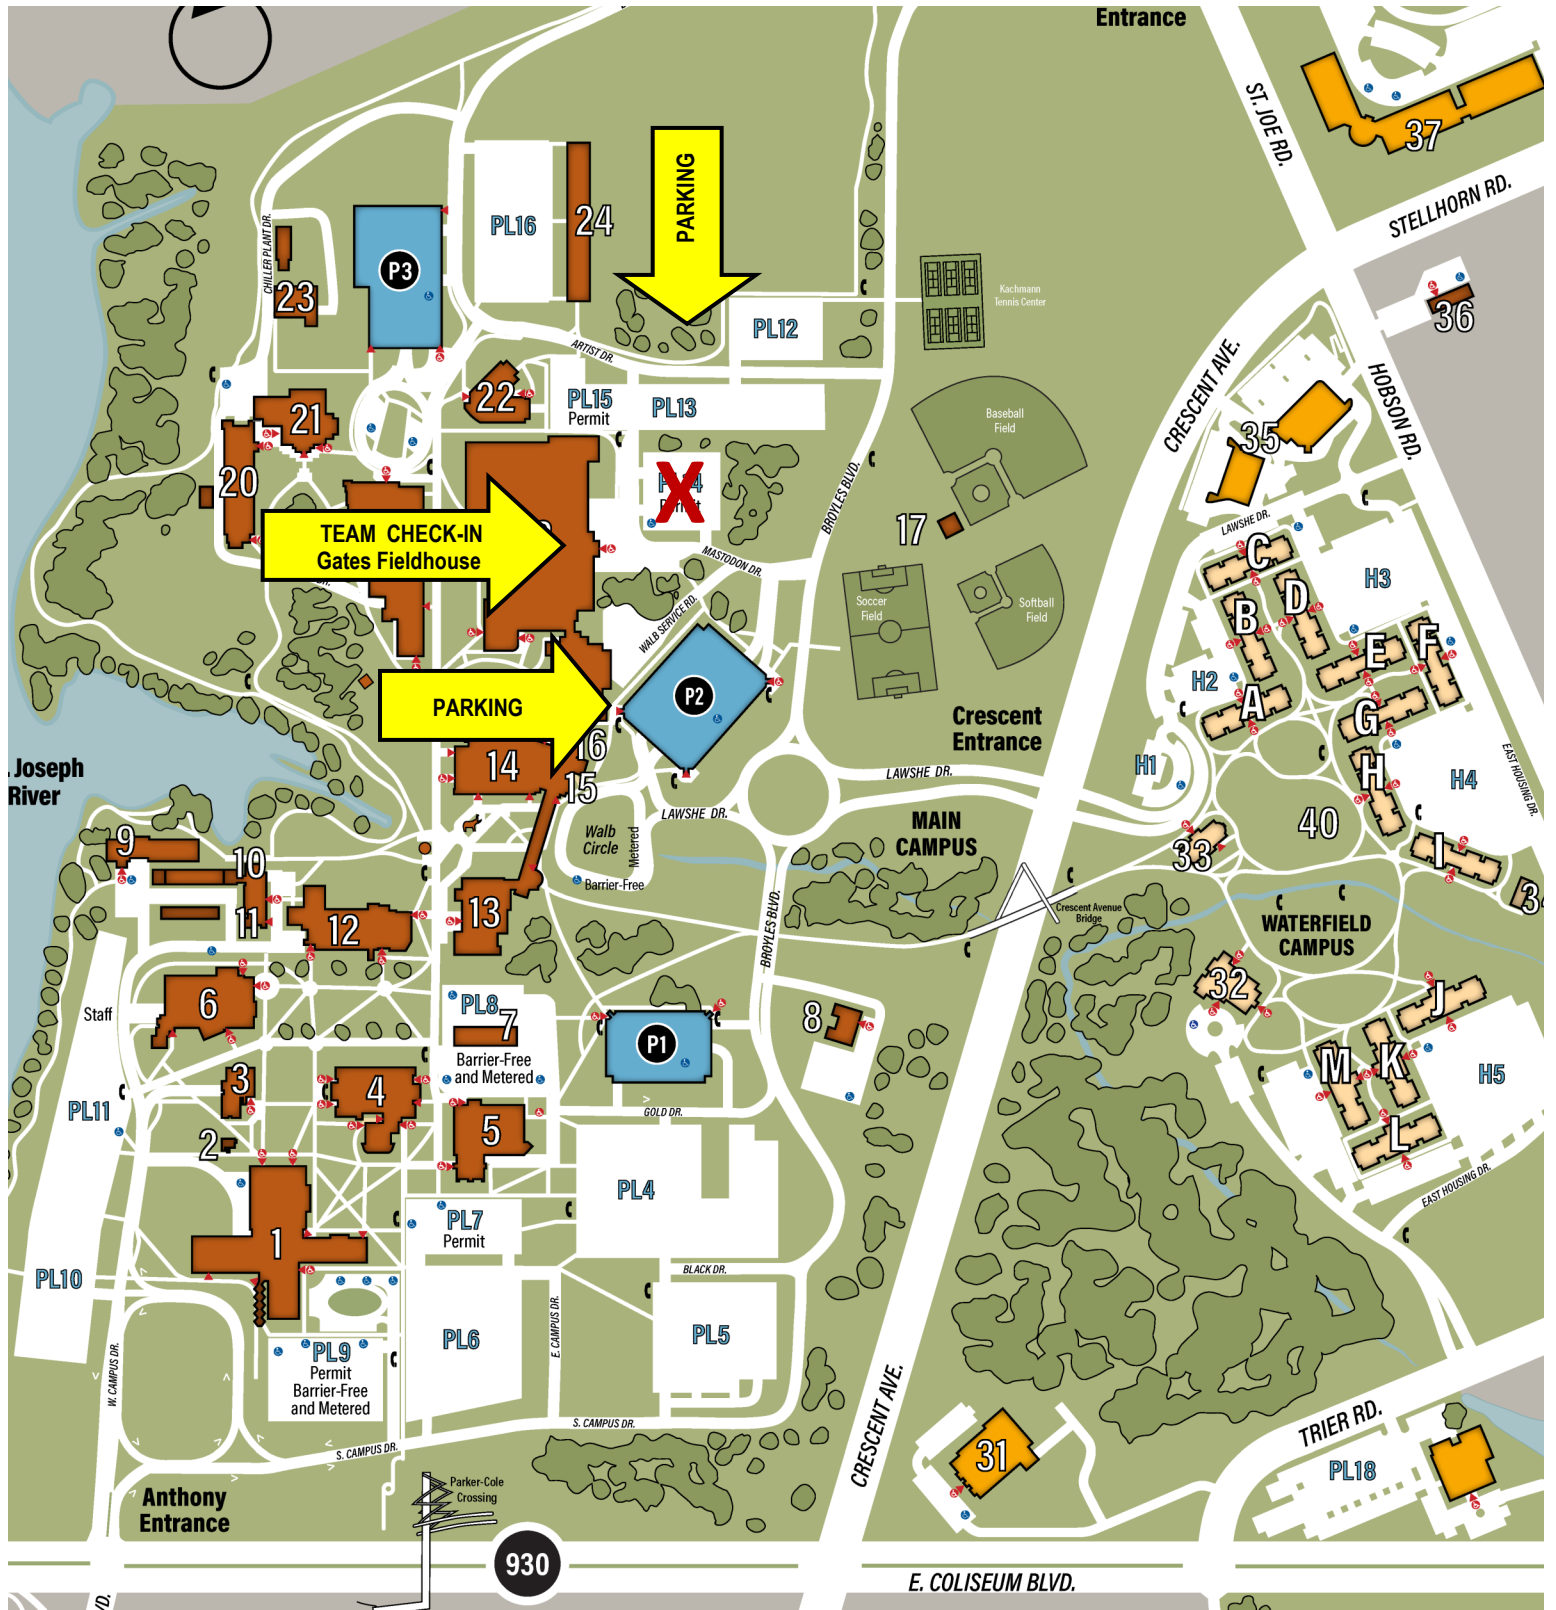 Entrance
ST. JOE RD.
37
STELLHORN RD.
PARKING
PL16
24
CHILLER PLANT DR.
P3
23
Kachmann
Tennis Center
36
PL12
ARTIST DR.
CRESCENT AVE.
HOBSON RD.
22
PL15
Permit
PL13
21
Baseball
Field
35
20
X
BROYLES BLVD.
17
LAWSHE DR.
TEAM CHECK-IN
Gates Fieldhouse
MASTODON DR.
C
H3
D
B
Soccer
Field
Softball
Field
WALB SERVICE RD.
E
F
H2
P2
A
G
PARKING
Crescent
Entrance
16
14
15
. Joseph
River
LAWSHE DR.
H1
H
H4
EAST HOUSING DR.
LAWSHE DR.
Walb
Circle
Metered
MAIN
CAMPUS
40
9
10
33
I
Barrier-Free
11
12
13
BROYLES BLVD.
Crescent Avenue
Bridge
WATERFIELD
CAMPUS
3
32
6
Staff
PL8
7
8
J
P1
Barrier-Free
and Metered
M
K
H5
3
4
PL11
GOLD DR.
5
2
L
PL4
EAST HOUSING DR.
PL7
Permit
1
PL10
BLACK DR.
E. CAMPUS DR.
PL6
PL5
PL9
Permit
Barrier-Free
and Metered
W. CAMPUS DR.
S. CAMPUS DR.
S. CAMPUS DR.
CRESCENT AVE.
TRIER RD.
31
PL18
Parker-Cole
Crossing
Anthony
Entrance
930
E. COLISEUM BLVD.
VD.